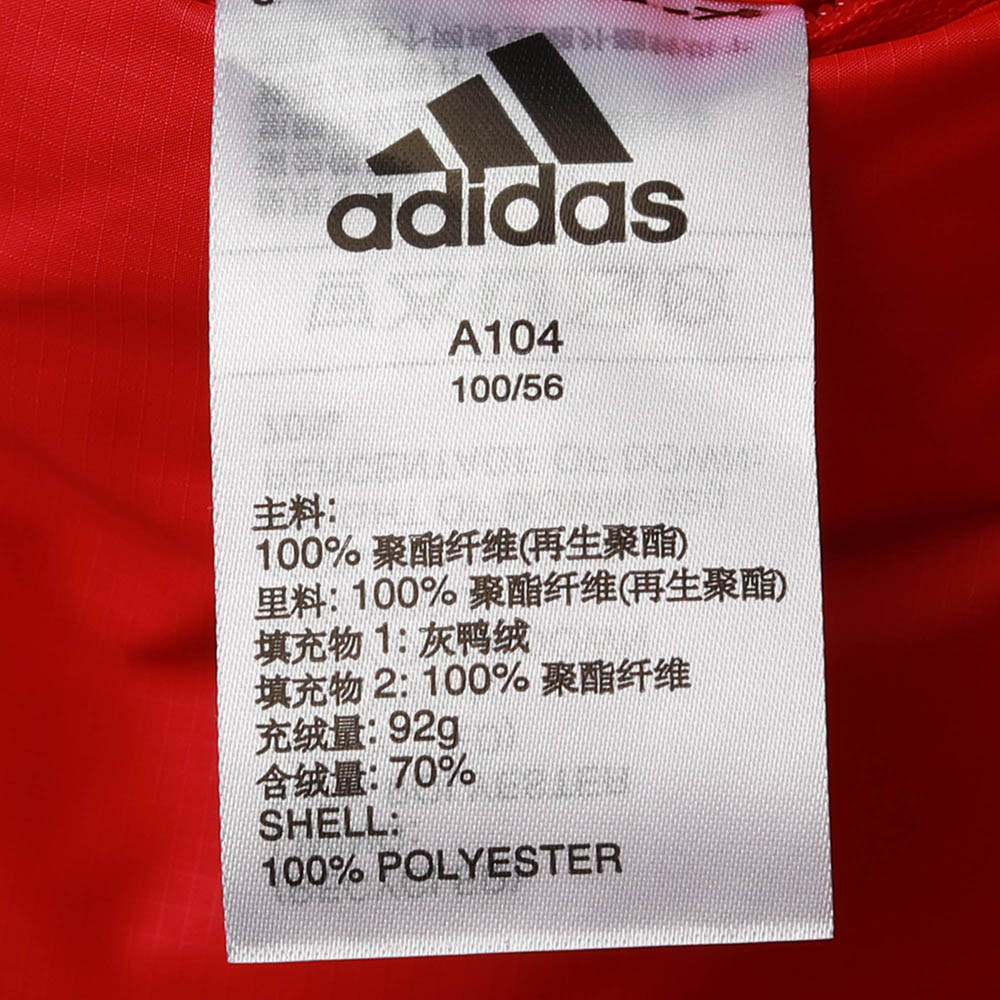 adidas
A104
100/56
主料:
100% 聚酯纤维(再生聚酯)
里料: 100% 聚酯纤维(再生聚酯)
填充物 1: 灰鸭绒
填充物 2: 100% 聚酯纤维
充绒量: 92g
含绒量: 70%
SHELL:
100% POLYESTER